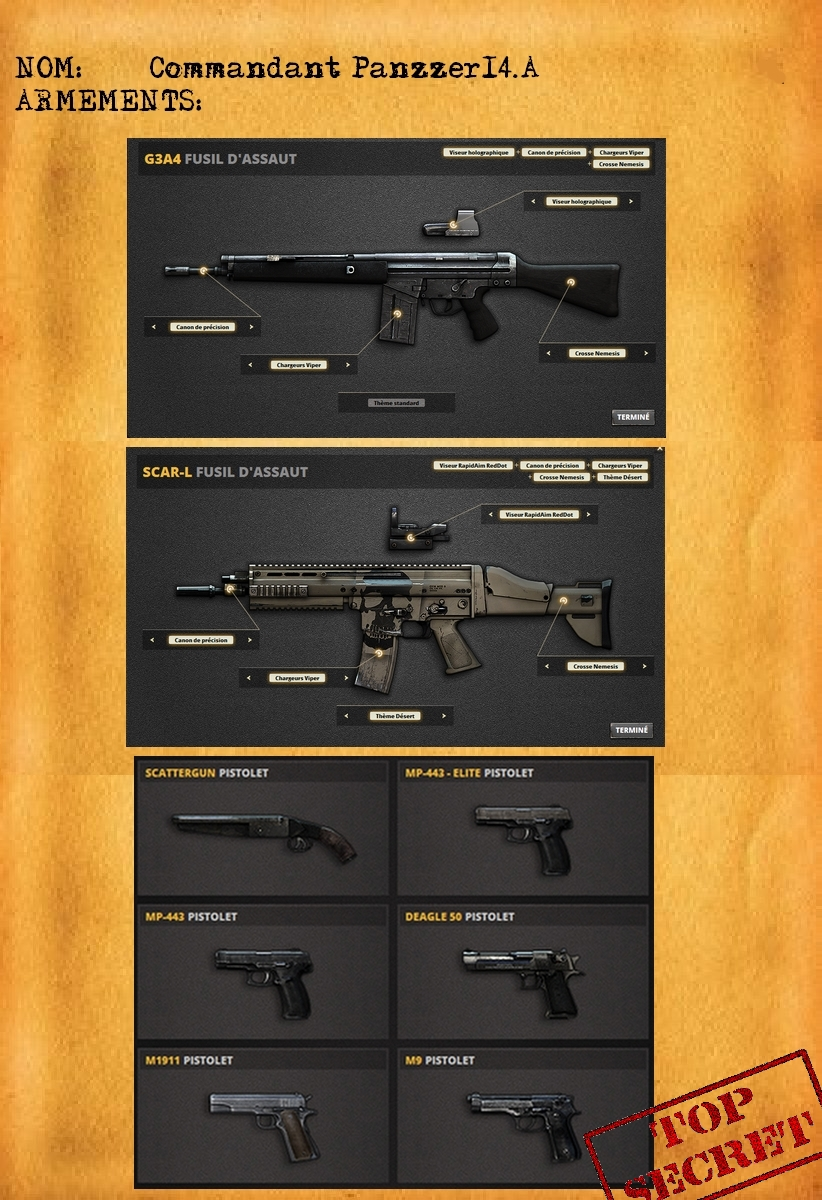 NOM: Commandant Panzzer14.A
ARMEMENTS:
G3A4 FUSIL D'ASSAUT
Viseur holographique + Canon de précision + Chargeurs Viper
+ Crosse Nemesis
Viseur holographique
Canon de précision
Crosse Nemesis
Chargeurs Viper
Thème standard
TERMINÉ
SCAR-L FUSIL D'ASSAUT
Viseur RapidAim RedDot + Canon de précision + Chargeurs Viper
+ Crosse Nemesis + Thème Désert
Viseur RapidAim RedDot
Canon de précision
Crosse Nemesis
Chargeurs Viper
Thème Désert
TERMINÉ
SCATTERGUN PISTOLET
MP-443 - ELITE PISTOLET
MP-443 PISTOLET
DEAGLE 50 PISTOLET
M1911 PISTOLET
M9 PISTOLET
TOP
SECRET